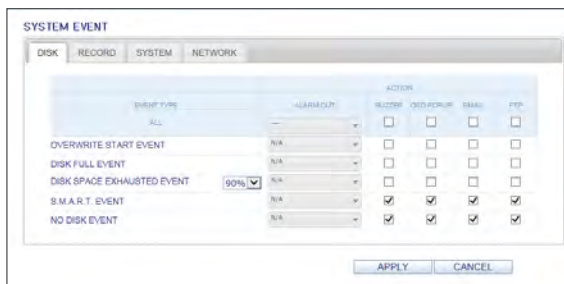 SYSTEM EVENT
DISK RECORD SYSTEM NETWORK
ACTION
EVENT TYPE ALARM OUT BUZZER OSD POPUP EMAIL FTP
ALL ---
OVERWRITE START EVENT N/A
DISK FULL EVENT N/A
DISK SPACE EXHAUSTED EVENT 90% N/A
S.M.A.R.T. EVENT N/A
NO DISK EVENT N/A
APPLY CANCEL